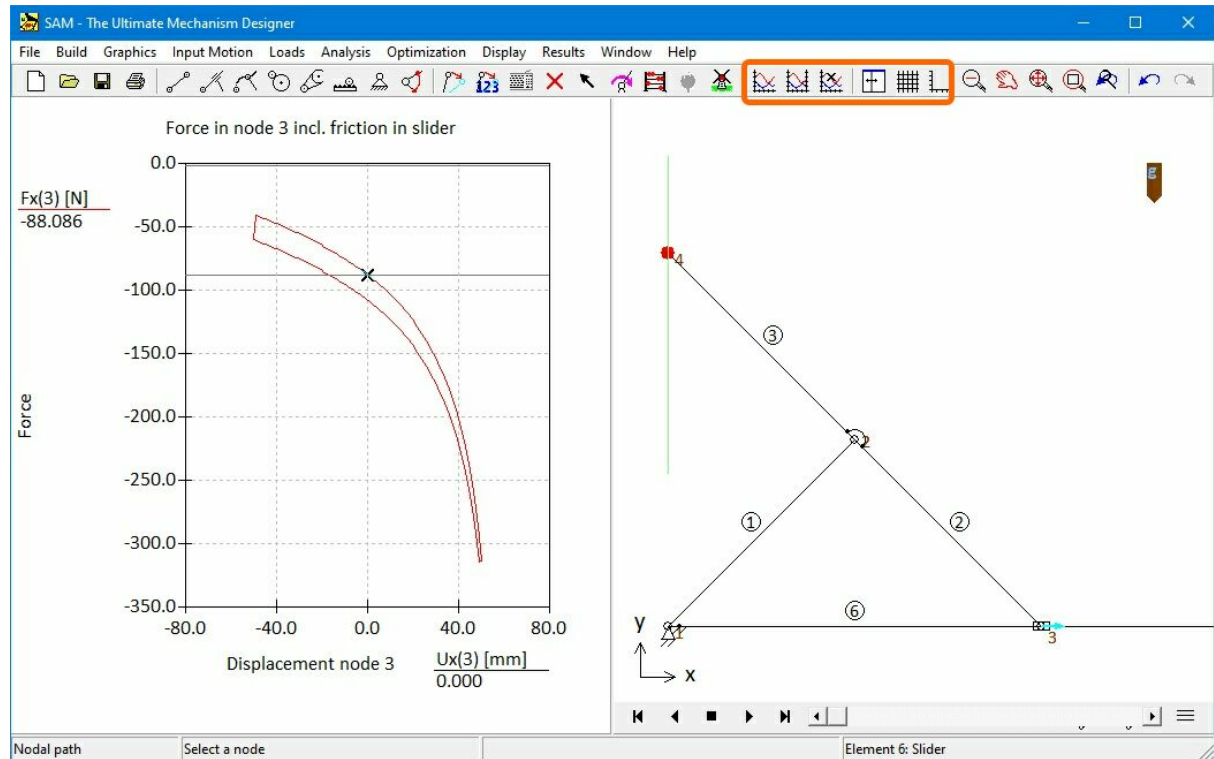 SAM - The Ultimate Mechanism Designer
File Build Graphics Input Motion Loads Analysis Optimization Display Results Window Help
123
Force in node 3 incl. friction in slider
Fx(3) [N]
-88.086
Force
0.0
-50.0
-100.0
-150.0
-200.0
-250.0
-300.0
-350.0
-80.0 -40.0 0.0 40.0 80.0
Displacement node 3
Ux(3) [mm]
0.000
g
4
3
2
1 2
6
y
1
3
x
Nodal path Select a node Element 6: Slider